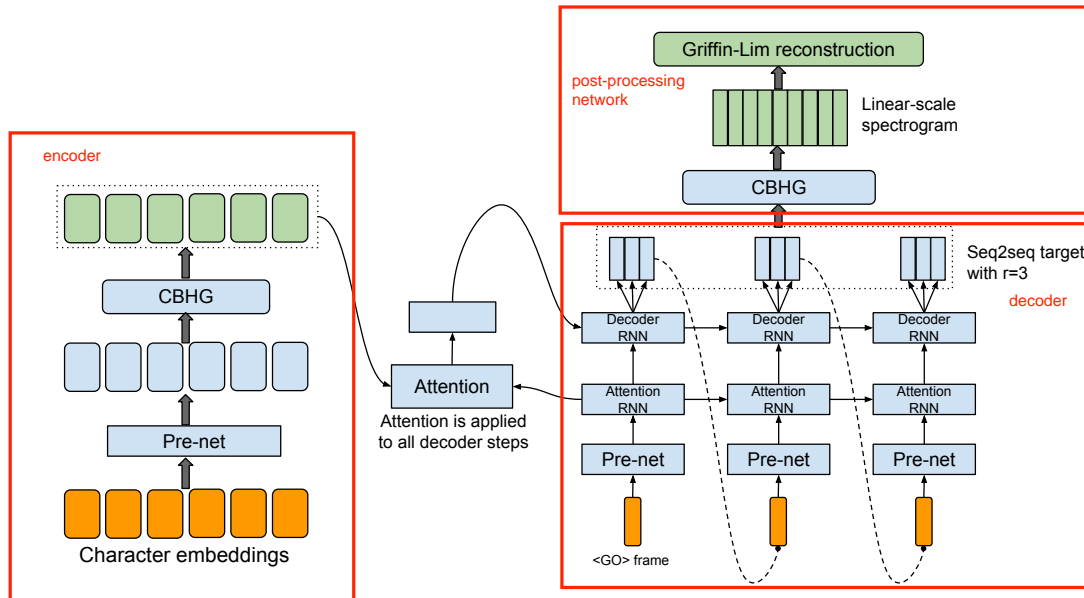 Griffin-Lim reconstruction
post-processing
network
Linear-scale
spectrogram
CBHG
encoder
CBHG
Pre-net
Character embeddings
Attention
Attention is applied
to all decoder steps
Seq2seq target
with r=3
decoder
Decoder
RNN
Decoder
RNN
Decoder
RNN
Attention
RNN
Attention
RNN
Attention
RNN
Pre-net
Pre-net
Pre-net
<GO> frame